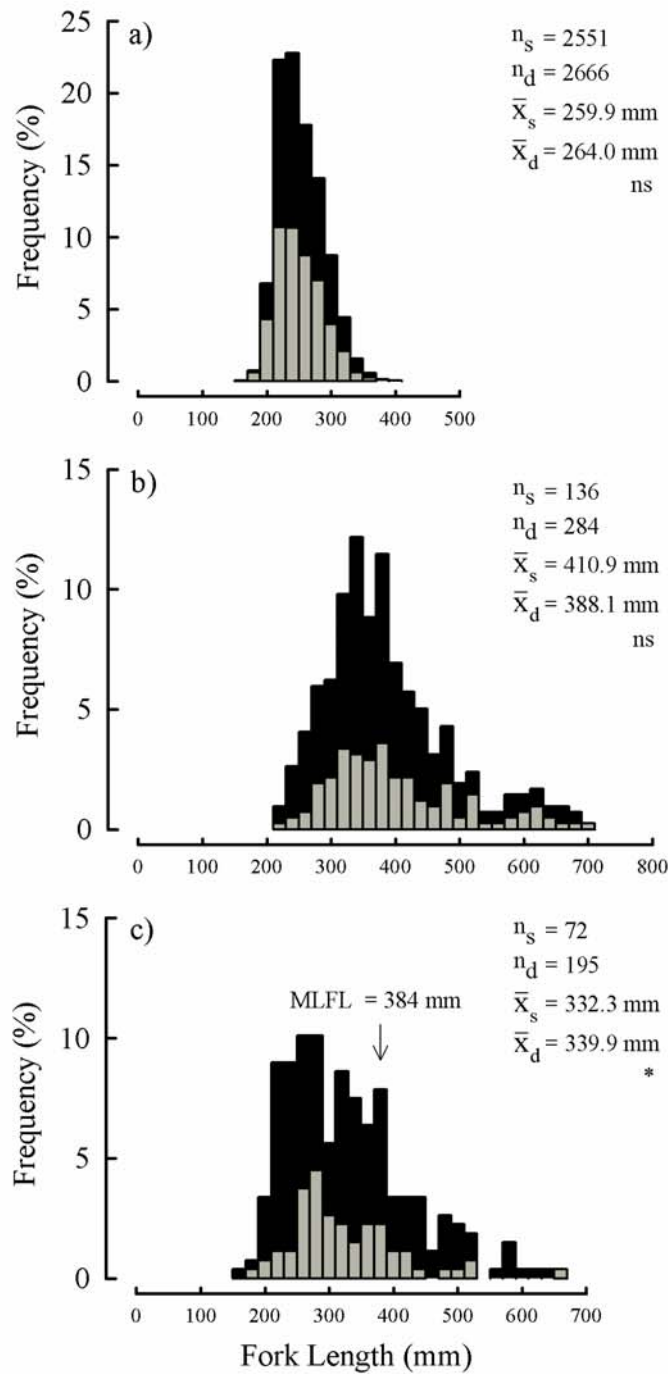 a)
n_s = 2551
n_d = 2666
x̄_s = 259.9 mm
x̄_d = 264.0 mm
ns
Frequency (%)
25
20
15
10
5
0
0 100 200 300 400 500
b)
n_s = 136
n_d = 284
x̄_s = 410.9 mm
x̄_d = 388.1 mm
ns
Frequency (%)
15
10
5
0
0 100 200 300 400 500 600 700 800
c)
n_s = 72
n_d = 195
x̄_s = 332.3 mm
x̄_d = 339.9 mm
*
MLFL = 384 mm
Frequency (%)
15
10
5
0
0 100 200 300 400 500 600 700
Fork Length (mm)